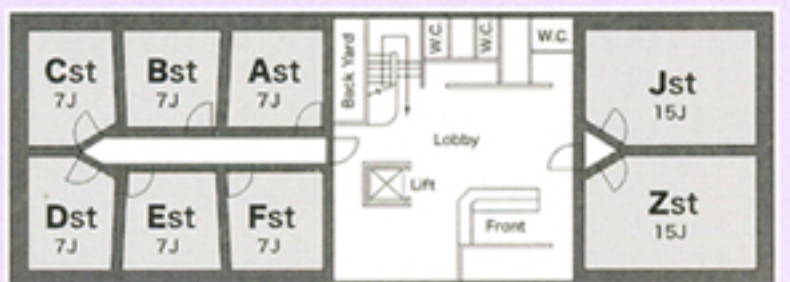 Cst
7J
Bst
7J
Ast
7J
Back Yard
W.C.
W.C.
W.C.
Jst
15J
Lobby
Lift
Dst
7J
Est
7J
Fst
7J
Front
Zst
15J